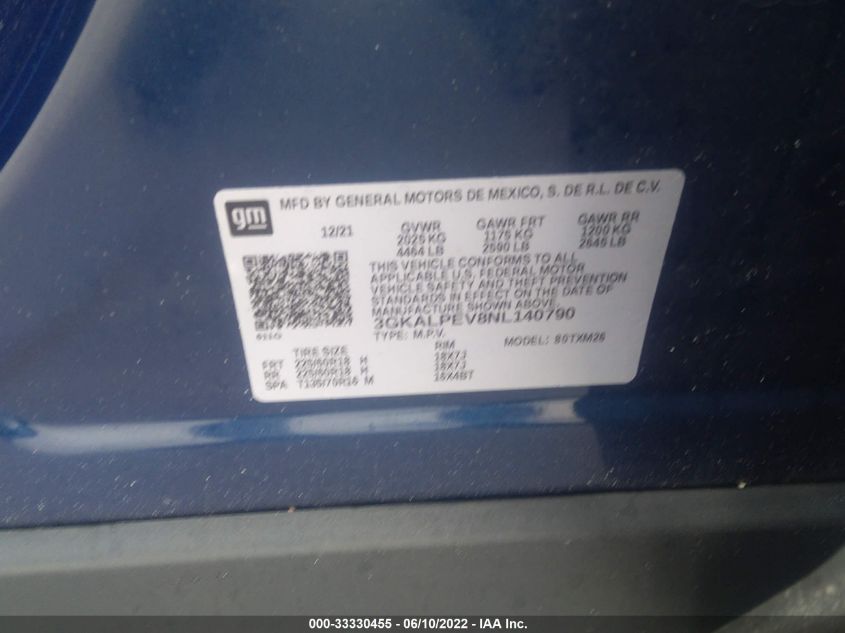 gm
MFD BY GENERAL MOTORS DE MEXICO, S. DE R.L. DE C.V.
12/21 GVWR GAWR FRT GAWR RR
2025 KG 1175 KG 1200 KG
4464 LB 2590 LB 2645 LB
THIS VEHICLE CONFORMS TO ALL
APPLICABLE U.S. FEDERAL MOTOR
VEHICLE SAFETY AND THEFT PREVENTION
STANDARDS IN EFFECT ON THE DATE OF
MANUFACTURE SHOWN ABOVE.
3GKALPEV8NL140790
TYPE: M.P.V. MODEL: 80TXM26
TIRE SIZE RIM
FRT 225/60R18 H 18X7J
RR 225/60R18 H 18X7J
SPA T135/70R16 M 16X4BT
000-33330455 - 06/10/2022 - IAA Inc.